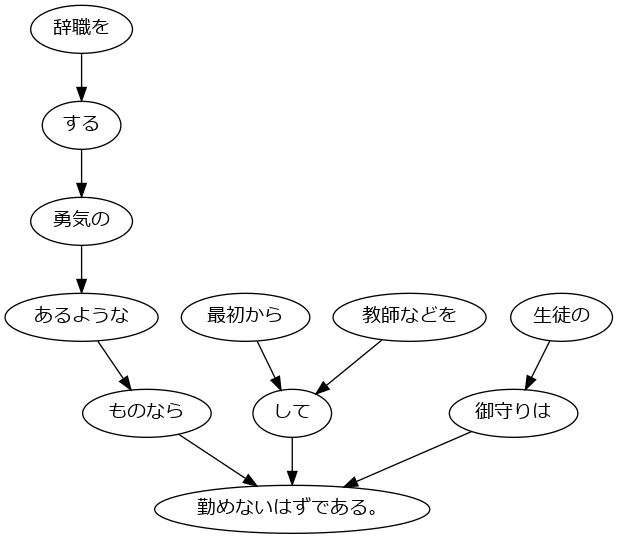 辞職を
する
勇気の
あるような
最初から
教師などを
生徒の
ものなら
して
御守りは
勤めないはずである。